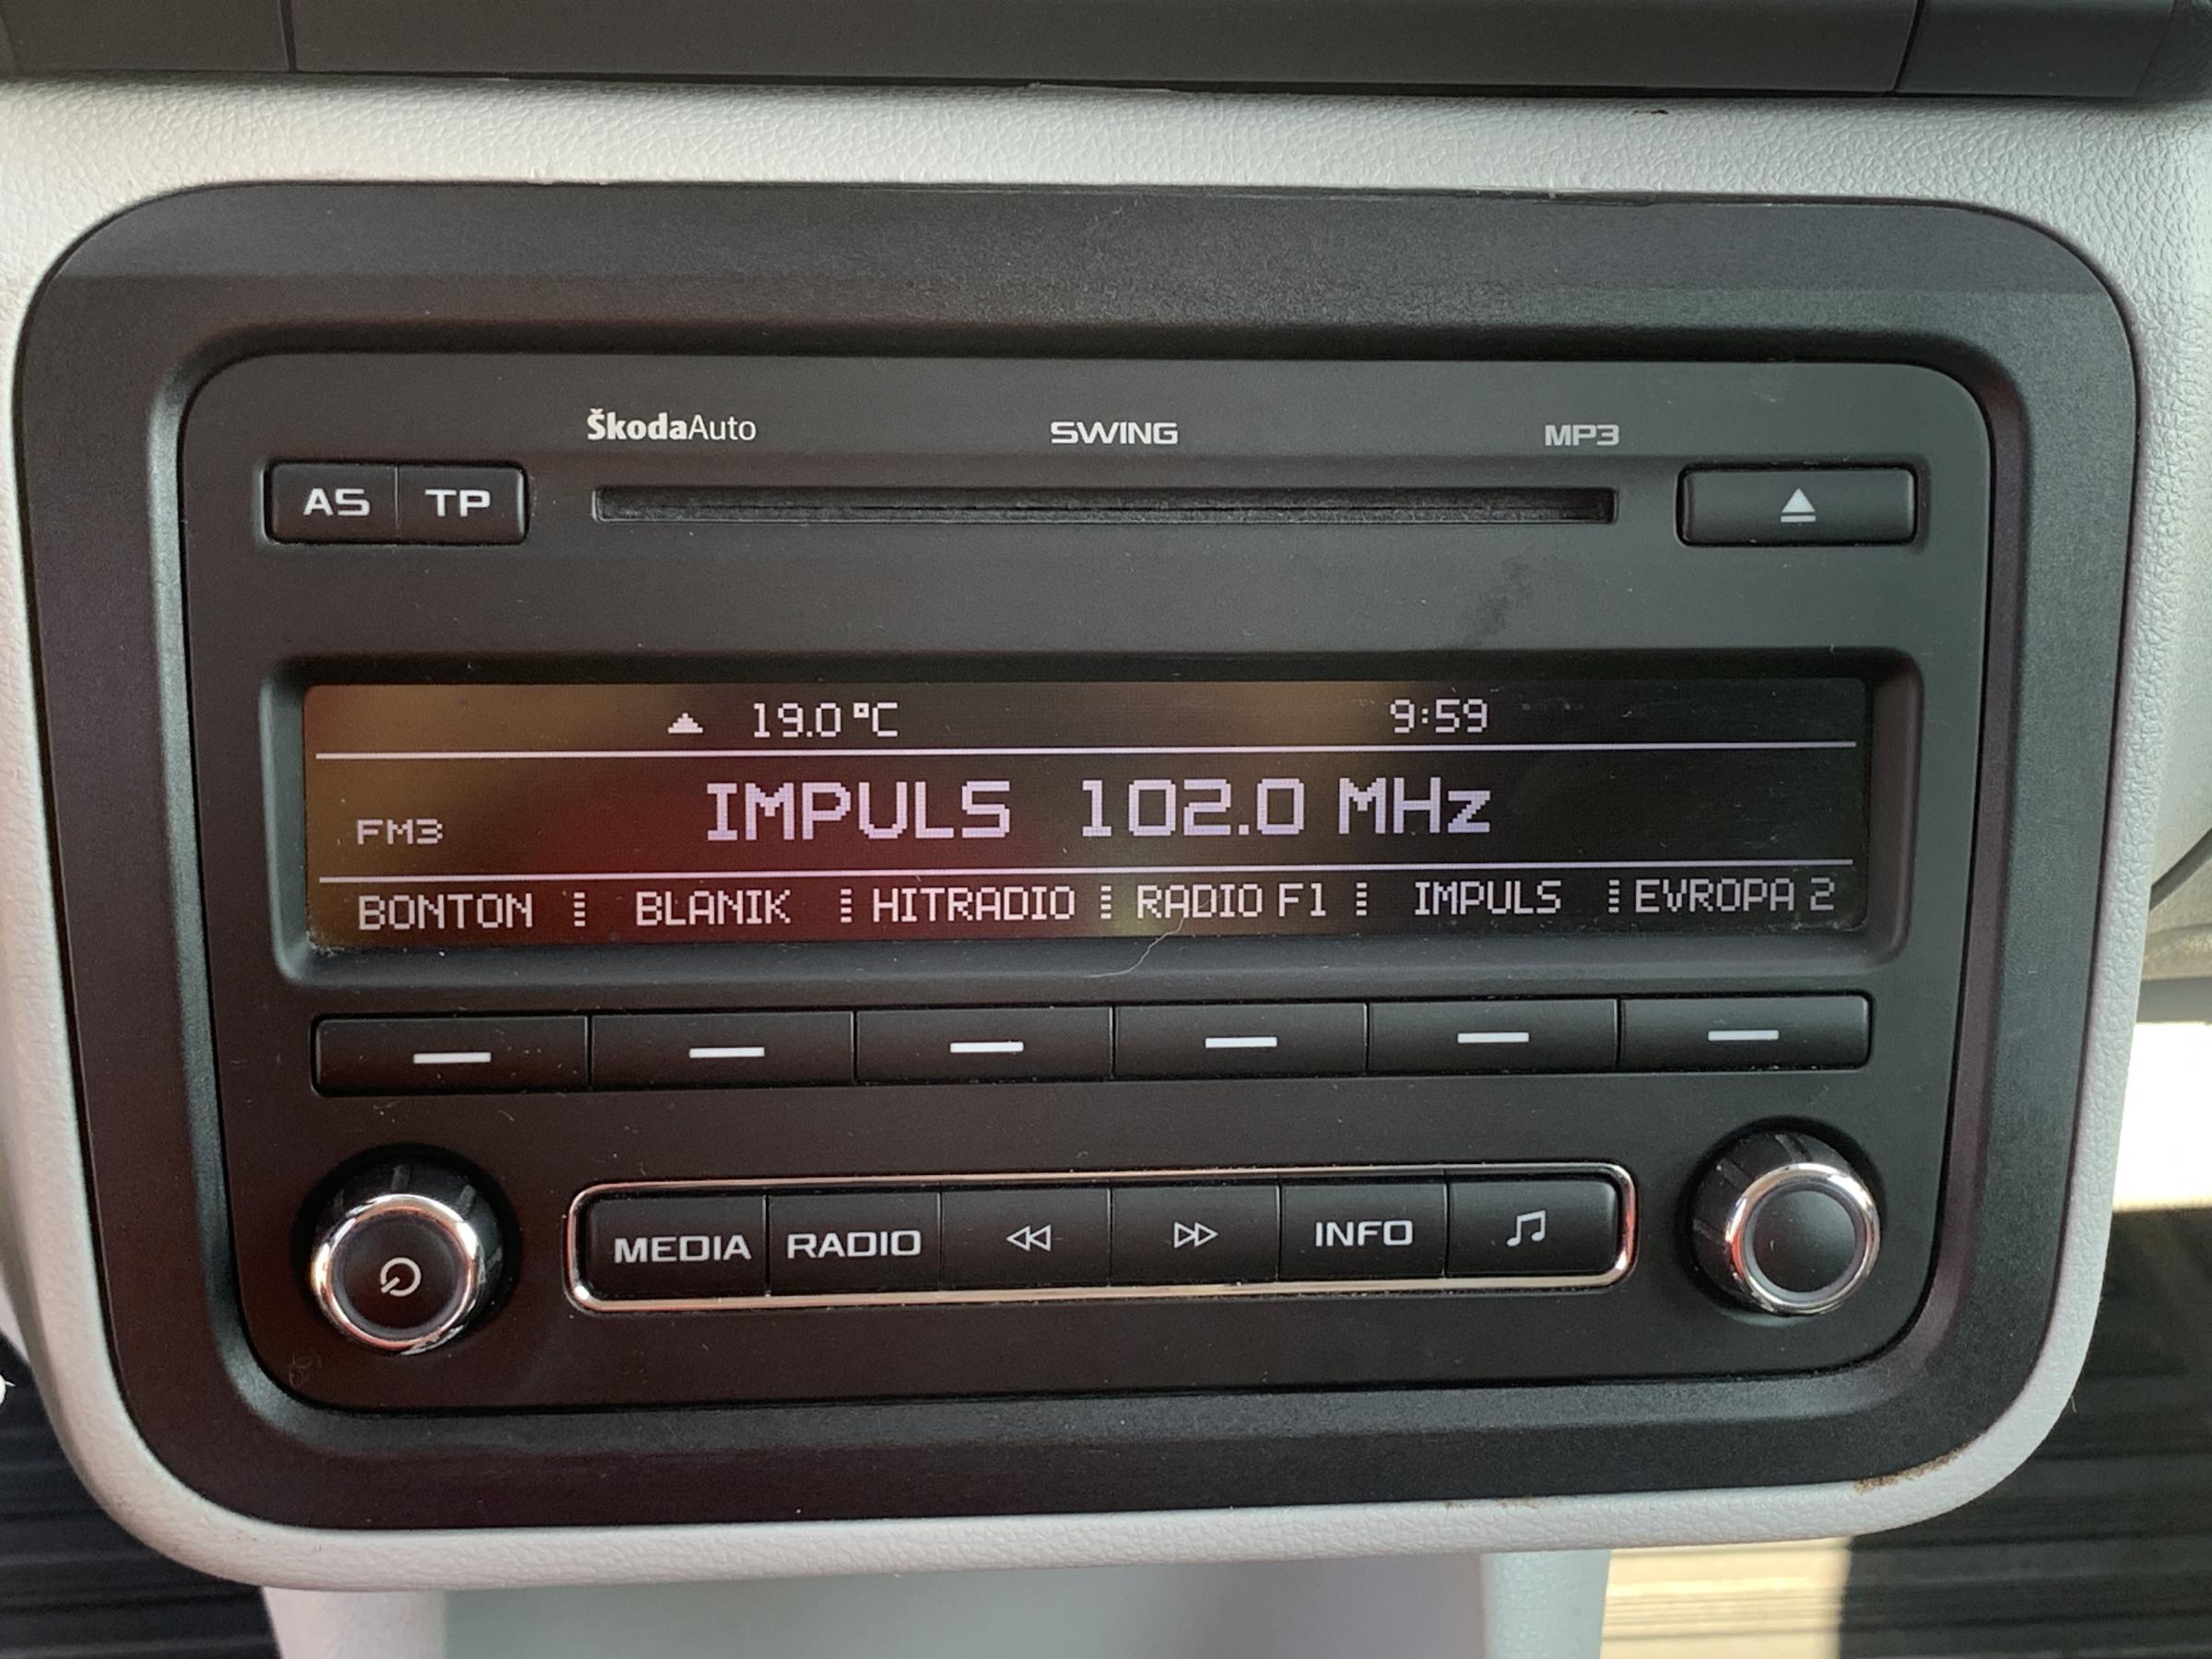 ŠkodaAuto SWING MP3
AS TP
19.0 °C 9:59
FM3 IMPULS 102.0 MHz
BONTON BLANIK HITRADIO RADIO F1 IMPULS EVROPA 2
MEDIA RADIO INFO